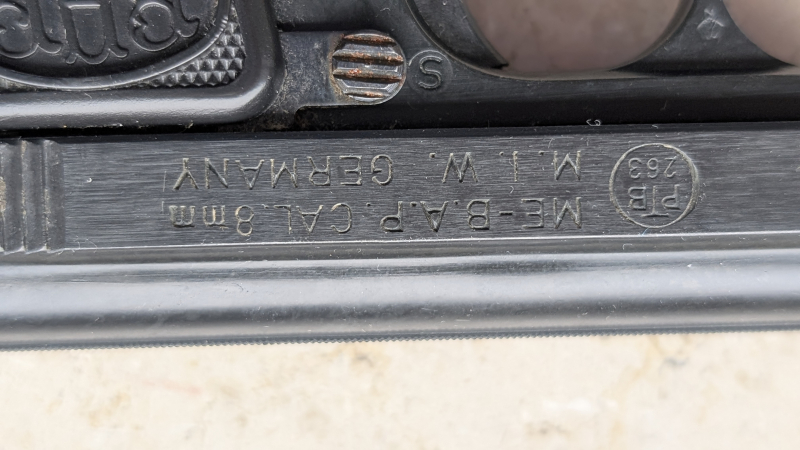 PTB
263
ME-B.A.P. CAL. 8mm
M.I.W. GERMANY
S